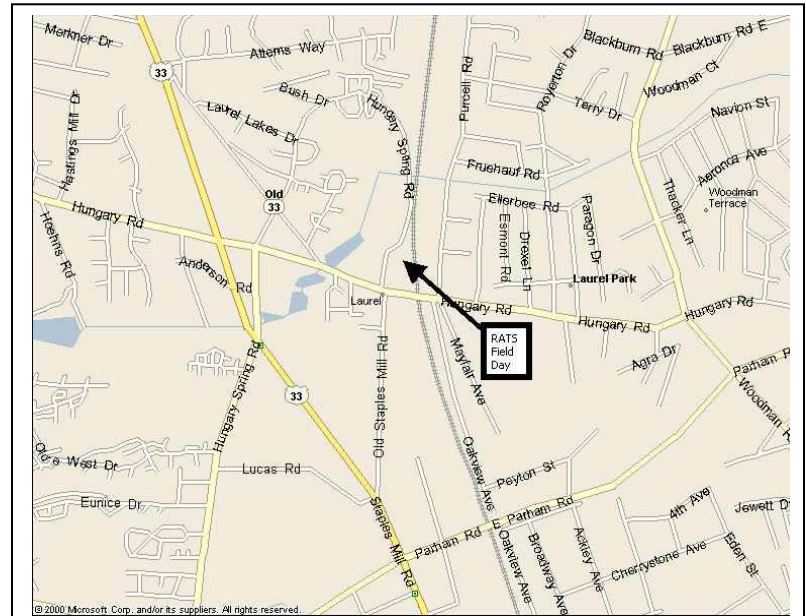 Merkner Dr
Attems Way
33
Hastings Mill Dr
Bush Dr
Laurel Lakes Dr
Hungary Spring Rd
Purcell Rd
Royerton Dr
Blackburn Rd
Blackburn Rd E
Woodman Ct
Terry Dr
Navion St
Aeronca Ave
Fruehauf Rd
Old
33
Ellerbee Rd
Woodman
Terrace
Thacker Ln
Hungary Rd
Hoehns Rd
Esmont Rd
Drexel Ln
Paragon Dr
Anderson Rd
Laurel Park
Laurel
Hungary Rd
Hungary Rd
Hungary Rd
RATS
Field
Day
Mayfair Ave
Agra Dr
Parham Rd
Woodman Rd
Hungary Spring Rd
33
Old Staples Mill Rd
West Dr
Lucas Rd
Oakview Ave
Peyton St
Eunice Dr
Staples Mill Rd
Parham Rd
E Parham Rd
4th Ave
Jewett Dr
Oakview Ave
Broadway Ave
Ackley Ave
Cherrystone Ave
Eden St
© 2000 Microsoft Corp. and/or its suppliers. All rights reserved.